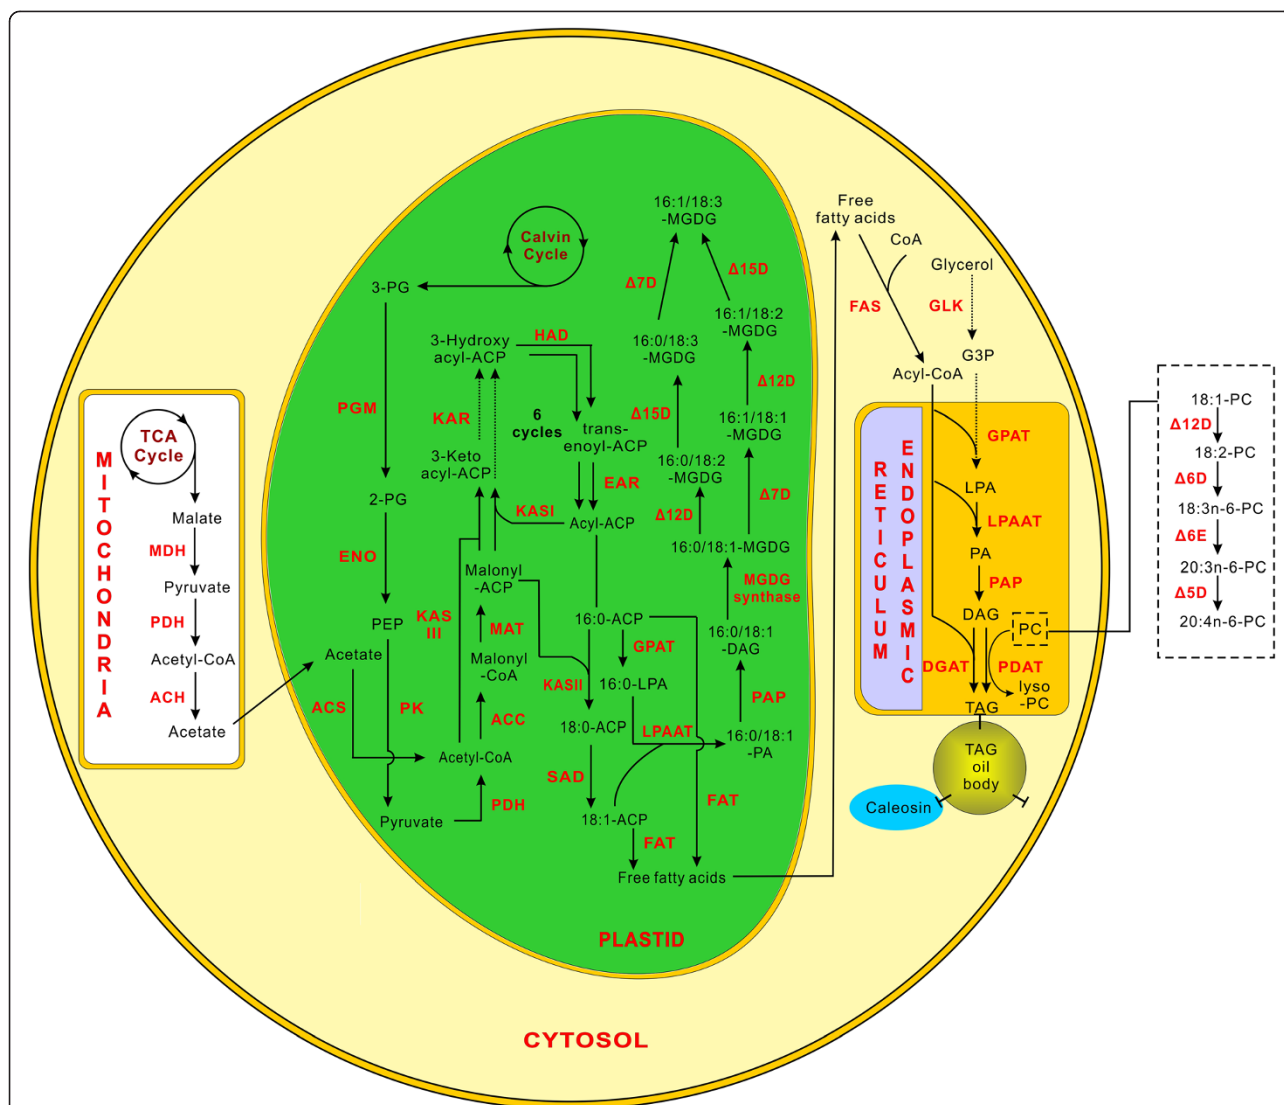 MITOCHONDRIA
TCA
Cycle
Malate
MDH
Pyruvate
PDH
Acetyl-CoA
ACH
Acetate
Calvin
Cycle
3-PG
PGM
2-PG
ENO
PEP
Acetate
ACS
PK
Pyruvate
PDH
Acetyl-CoA
ACC
Malonyl
-CoA
MAT
Malonyl
-ACP
KAS
III
KASI
3-Keto
acyl-ACP
KAR
3-Hydroxy
acyl-ACP
HAD
6
cycles
trans-
enoyl-ACP
EAR
Acyl-ACP
16:0-ACP
GPAT
16:0-LPA
KASII
18:0-ACP
LPAAT
SAD
18:1-ACP
FAT
FAT
Free fatty acids
16:0/18:1
-PA
PAP
16:0/18:1
-DAG
MGDG
synthase
16:0/18:1-MGDG
Δ12D
Δ7D
16:0/18:2
-MGDG
16:1/18:1
-MGDG
Δ15D
Δ12D
16:0/18:3
-MGDG
16:1/18:2
-MGDG
Δ7D
Δ15D
16:1/18:3
-MGDG
PLASTID
CYTOSOL
Free
fatty acids
CoA
Glycerol
FAS
GLK
G3P
Acyl-CoA
RETICULUM
ENDOPLASMIC
GPAT
LPA
LPAAT
PA
PAP
DAG
PC
DGAT
PDAT
lyso
-PC
TAG
TAG
oil
body
Caleosin
18:1-PC
Δ12D
18:2-PC
Δ6D
18:3n-6-PC
Δ6E
20:3n-6-PC
Δ5D
20:4n-6-PC